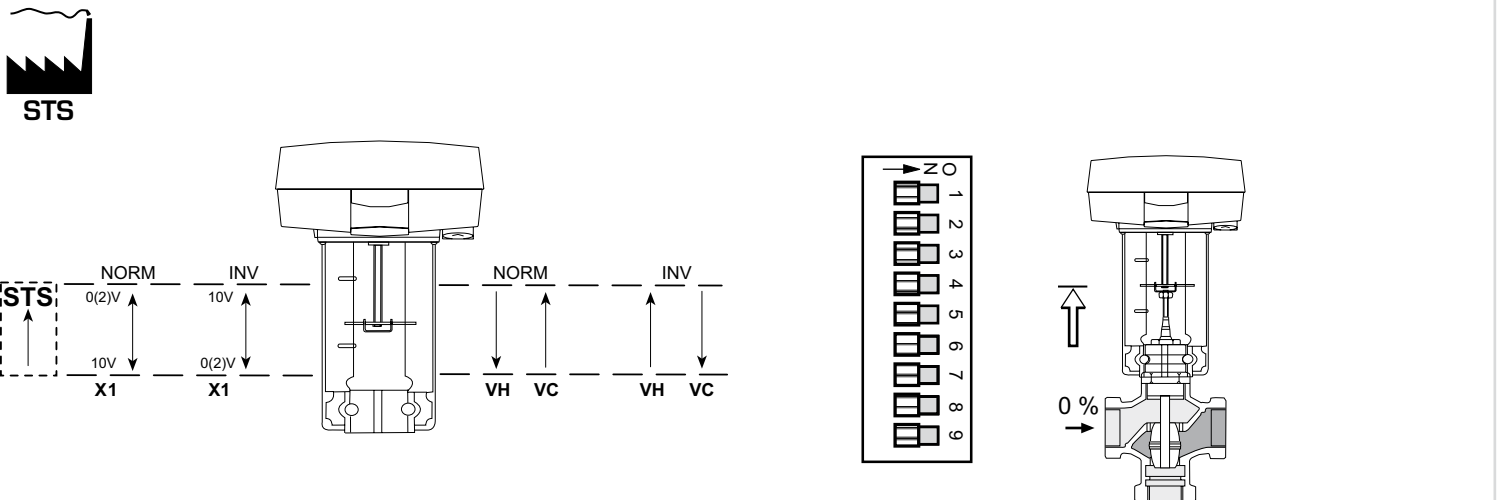 STS
NORM INV NORM INV
STS 0(2)V 10V
10V 0(2)V
X1 X1 VH VC VH VC
ON
1
2
3
4
5
6
7
8
9
0 %